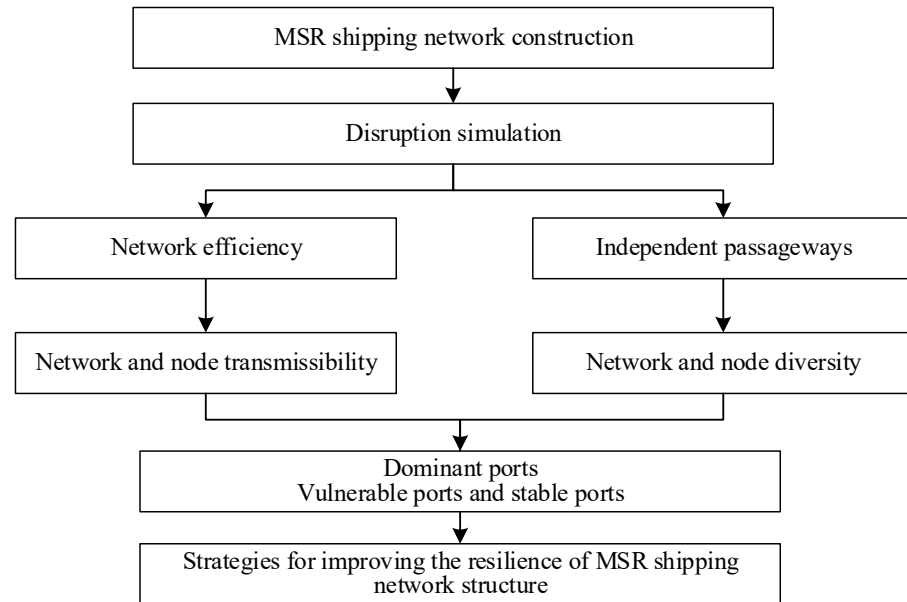 MSR shipping network construction
Disruption simulation
Network efficiency
Independent passageways
Network and node transmissibility
Network and node diversity
Dominant ports
Vulnerable ports and stable ports
Strategies for improving the resilience of MSR shipping
network structure